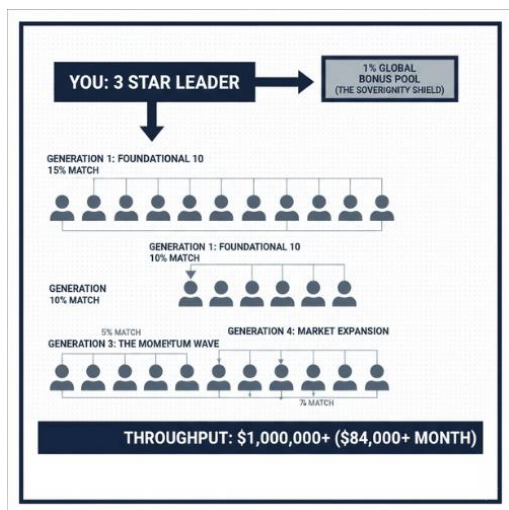 YOU: 3 STAR LEADER
1% GLOBAL
BONUS POOL
(THE SOVERIGNITY SHIELD)
GENERATION 1: FOUNDATIONAL 10
15% MATCH
GENERATION 1: FOUNDATIONAL 10
10% MATCH
GENERATION
10% MATCH
5% MATCH
GENERATION 4: MARKET EXPANSION
GENERATION 3: THE MOMENTUM WAVE
MATCH
THROUGHPUT: $1,000,000+ ($84,000+ MONTH)